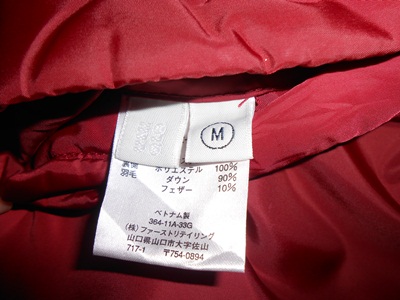 M
裏側 ポリエステル 100%
羽毛 ダウン 90%
フェザー 10%
ベトナム製
364-11A-33G
(株)ファーストリテイリング
山口県山口市大字佐山
717-1 〒754-0894